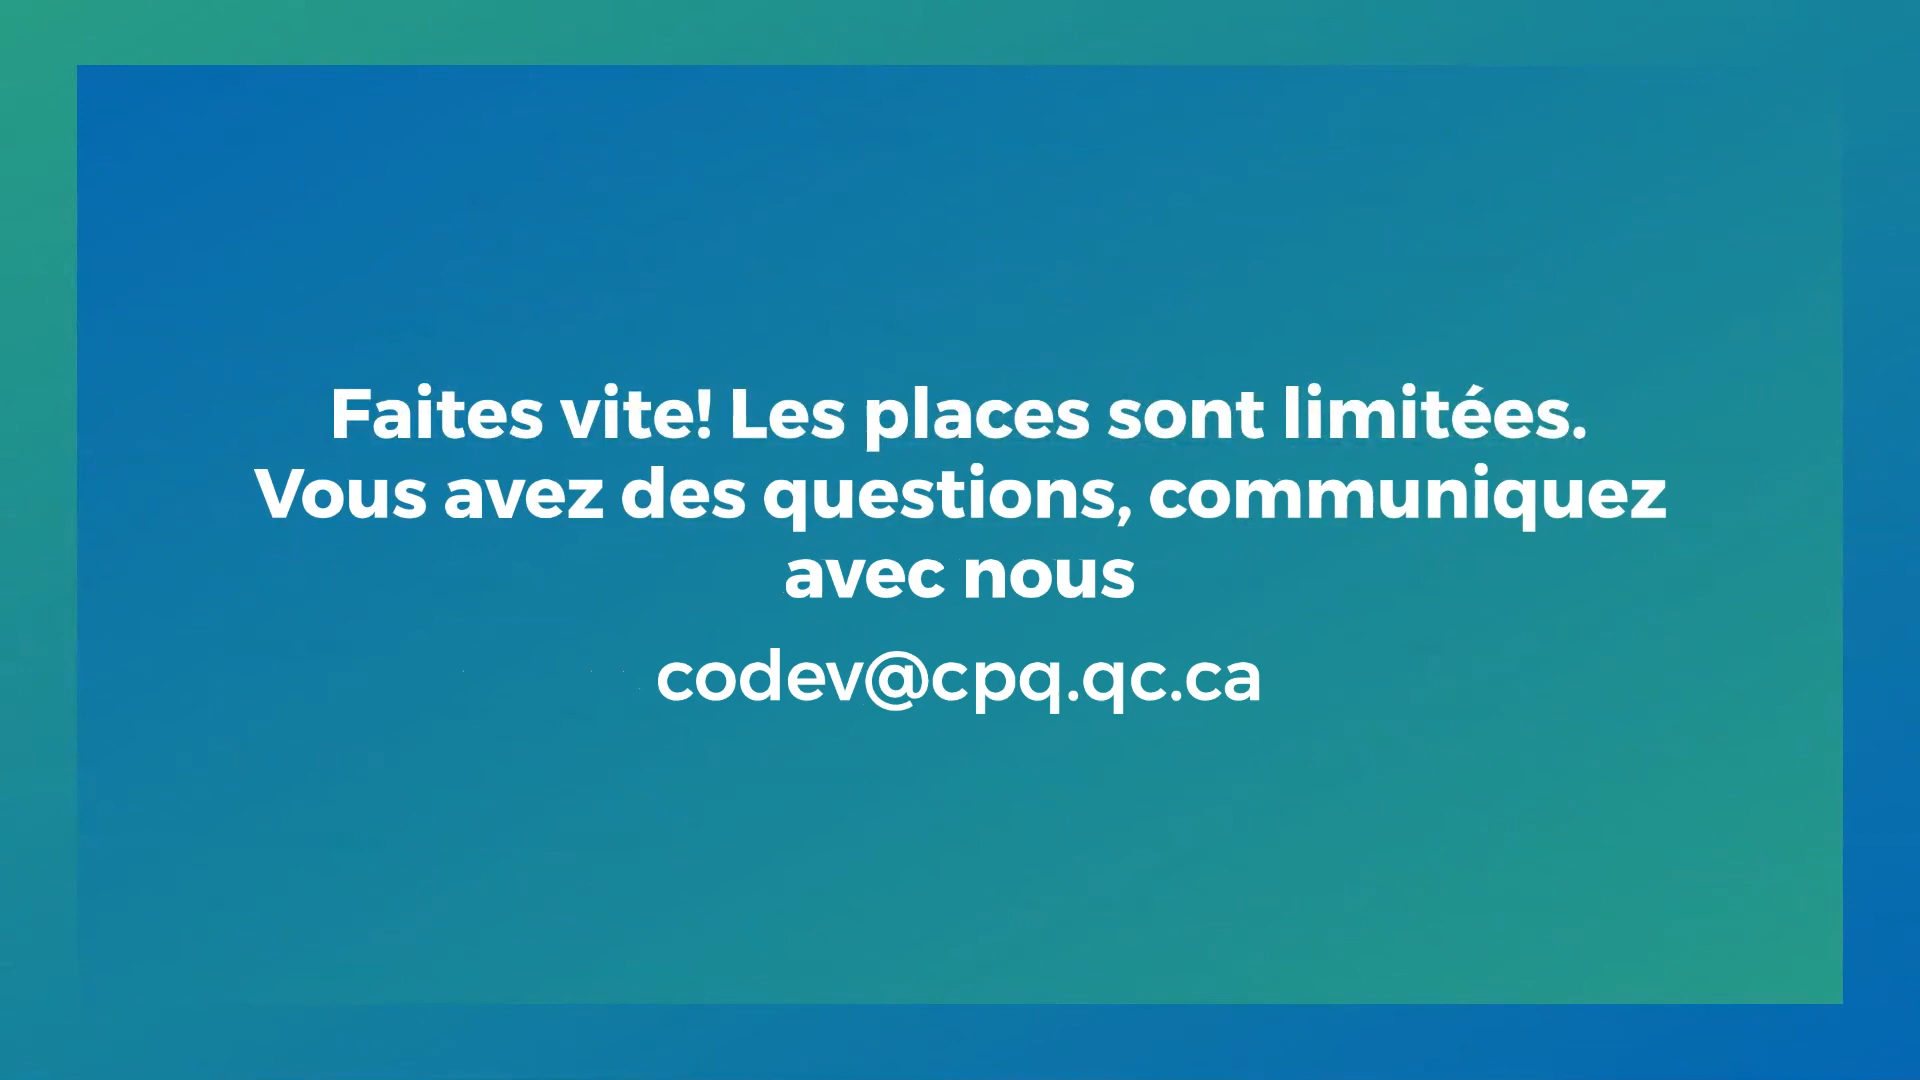 Faites vite! Les places sont limitées.
Vous avez des questions, communiquez
avec nous
codev@cpq.qc.ca